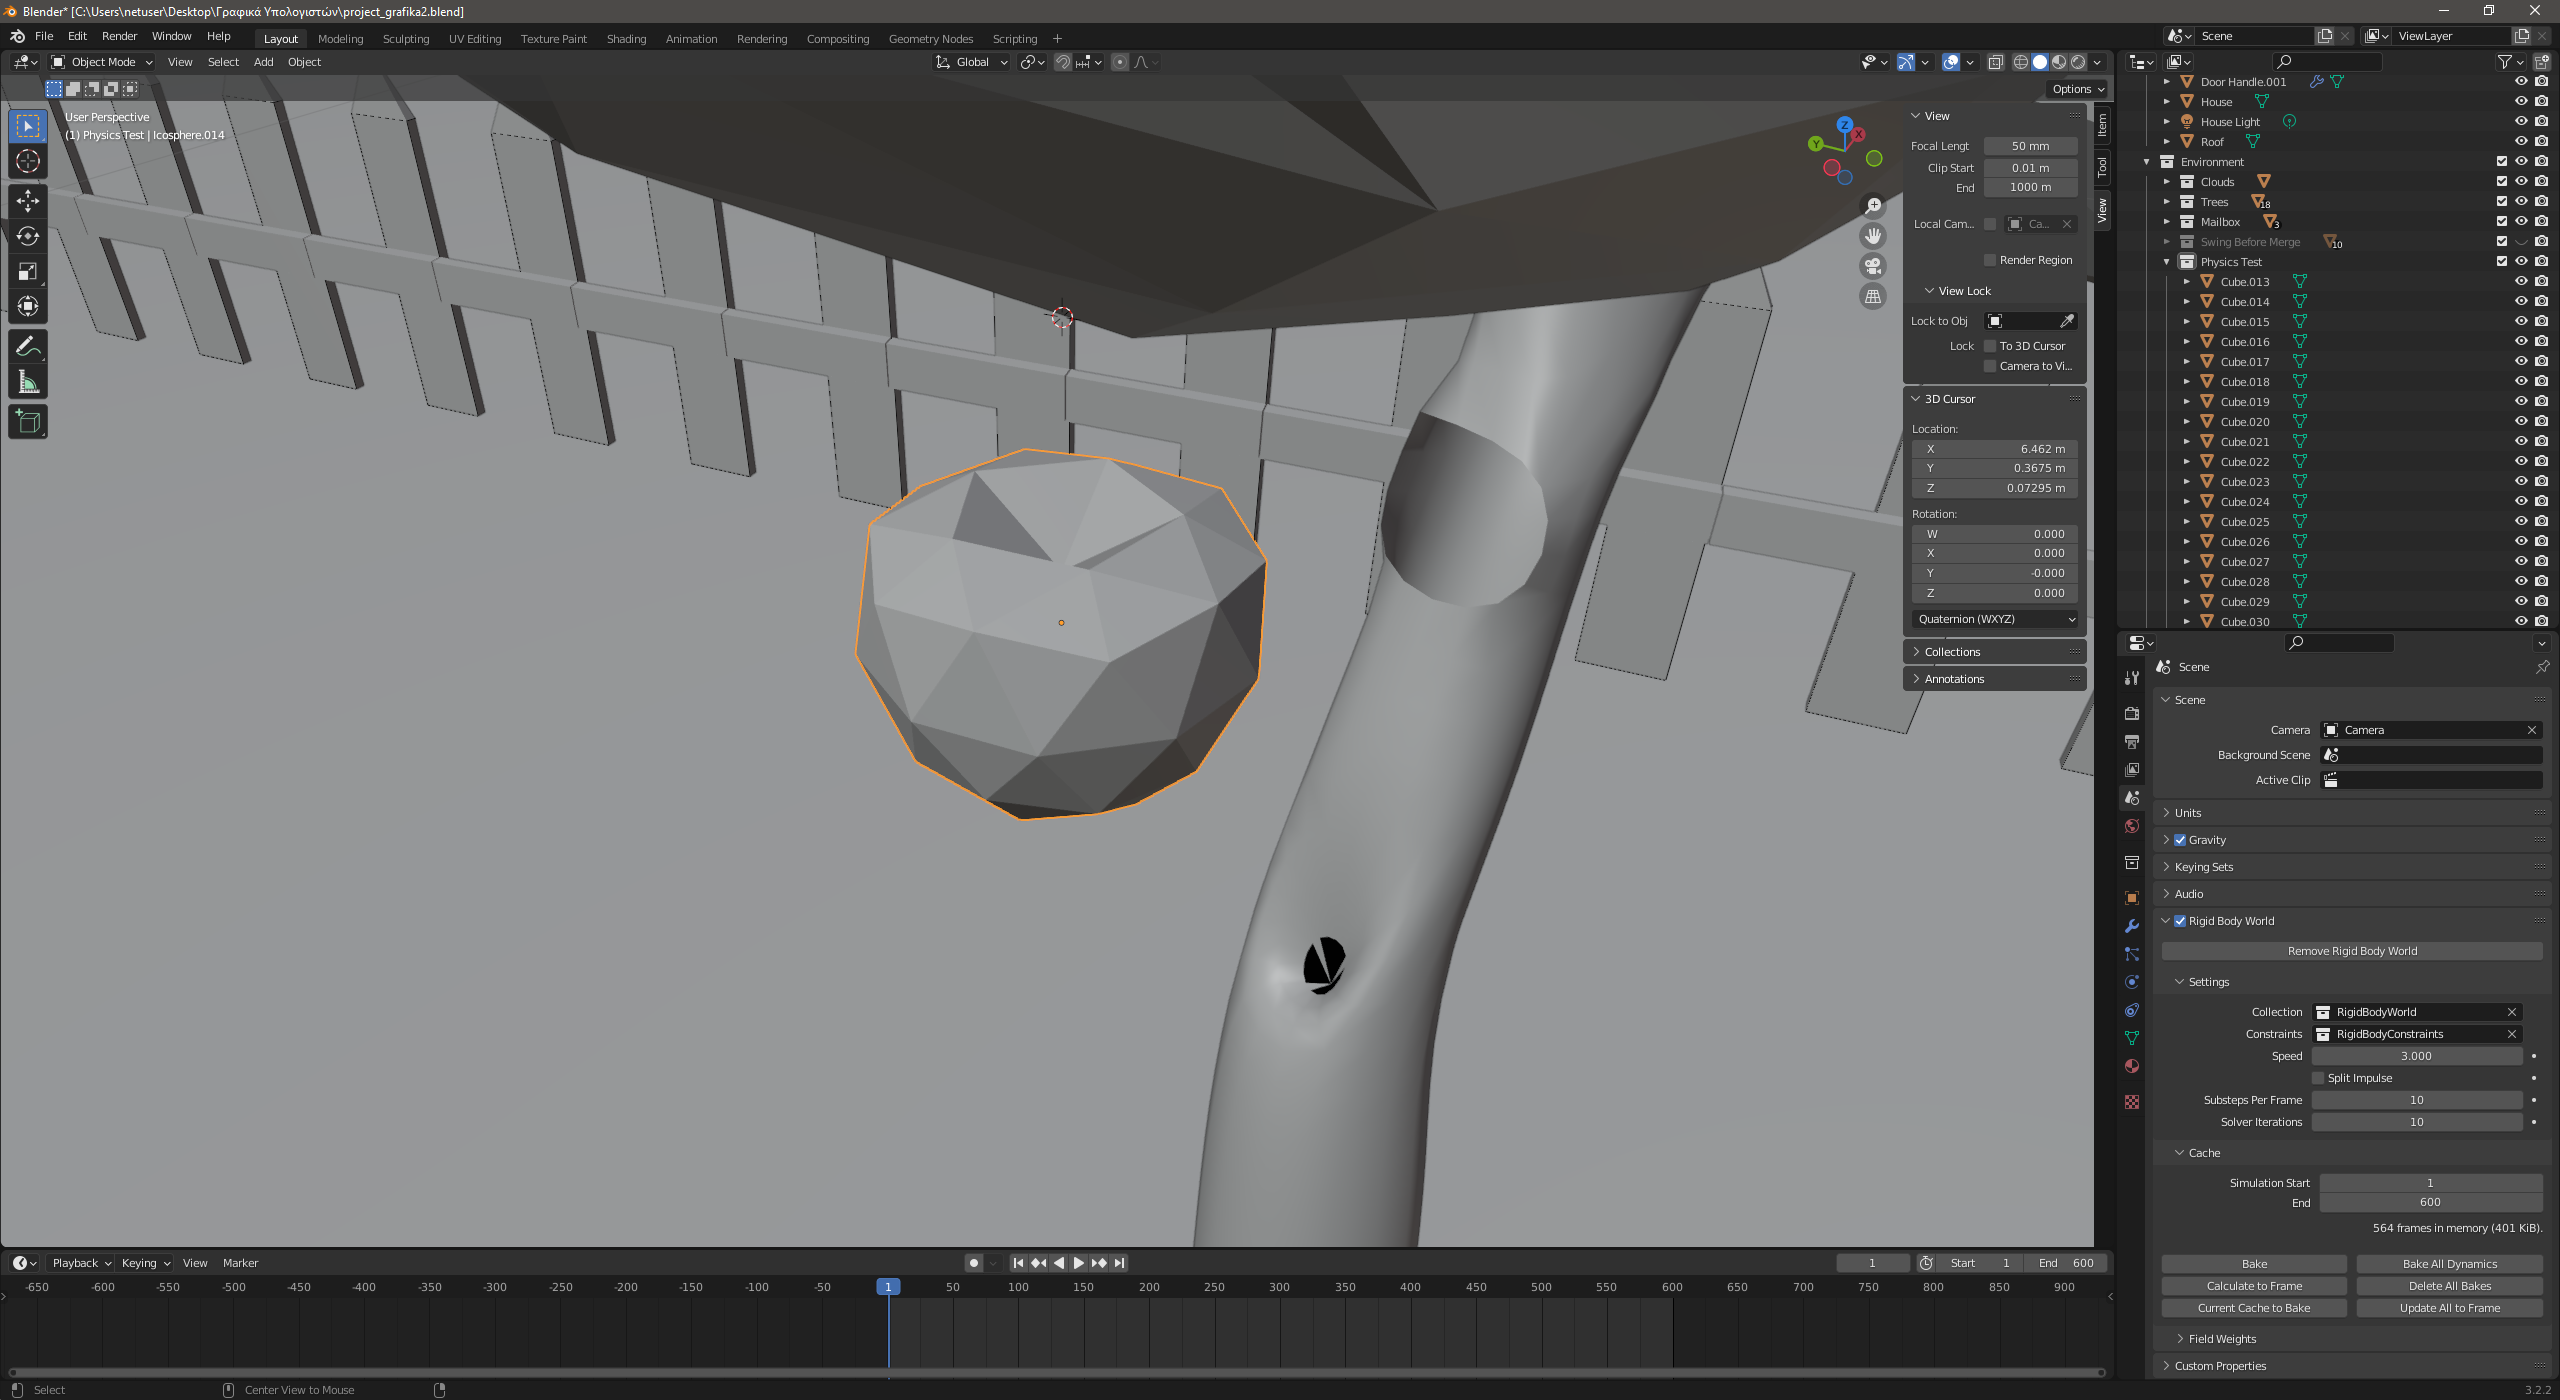 Blender* [C:\Users\netuser\Desktop\Γραφικά Υπολογιστών\project_grafika2.blend]
File Edit Render Window Help Layout Modeling Sculpting UV Editing Texture Paint Shading Animation Rendering Compositing Geometry Nodes Scripting + Scene ViewLayer
Object Mode View Select Add Object Global
Options
User Perspective
(1) Physics Test | Icosphere.014
Z
X
Y
Item
Tool
View
View
Focal Lengt 50 mm
Clip Start 0.01 m
End 1000 m
Local Cam... Ca...
Render Region
View Lock
Lock to Obj
Lock To 3D Cursor
Camera to Vi...
3D Cursor
Location:
X 6.462 m
Y 0.3675 m
Z 0.07295 m
Rotation:
W 0.000
X 0.000
Y -0.000
Z 0.000
Quaternion (WXYZ)
Collections
Annotations
Door Handle.001
House
House Light
Roof
Environment
Clouds
Trees 18
Mailbox 3
Swing Before Merge 10
Physics Test
Cube.013
Cube.014
Cube.015
Cube.016
Cube.017
Cube.018
Cube.019
Cube.020
Cube.021
Cube.022
Cube.023
Cube.024
Cube.025
Cube.026
Cube.027
Cube.028
Cube.029
Cube.030
Scene
Scene
Camera Camera
Background Scene
Active Clip
Units
Gravity
Keying Sets
Audio
Rigid Body World
Remove Rigid Body World
Settings
Collection RigidBodyWorld
Constraints RigidBodyConstraints
Speed 3.000
Split Impulse
Substeps Per Frame 10
Solver Iterations 10
Cache
Simulation Start 1
End 600
564 frames in memory (401 KiB).
Bake Bake All Dynamics
Calculate to Frame Delete All Bakes
Current Cache to Bake Update All to Frame
Field Weights
Custom Properties
Playback Keying View Marker 1 Start 1 End 600
-650 -600 -550 -500 -450 -400 -350 -300 -250 -200 -150 -100 -50 1 50 100 150 200 250 300 350 400 450 500 550 600 650 700 750 800 850 900
Select Center View to Mouse 3.2.2